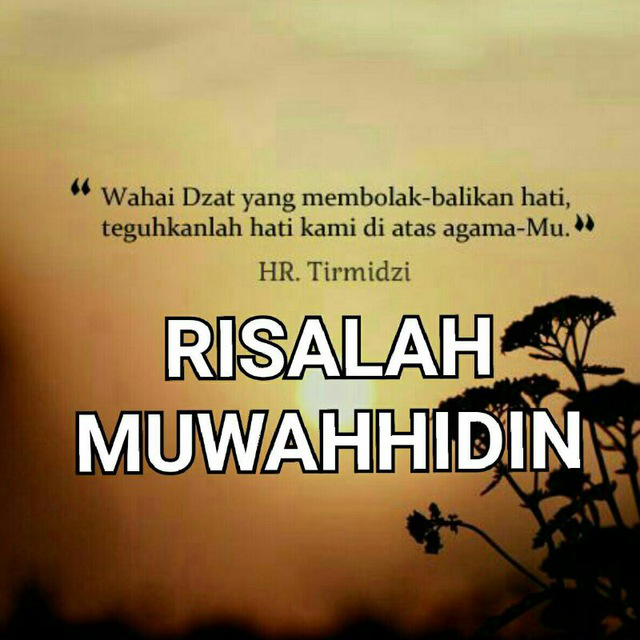 “ Wahai Dzat yang membolak-balikan hati,
teguhkanlah hati kami di atas agama-Mu. ”
HR. Tirmidzi
RISALAH
MUWAHHIDIN